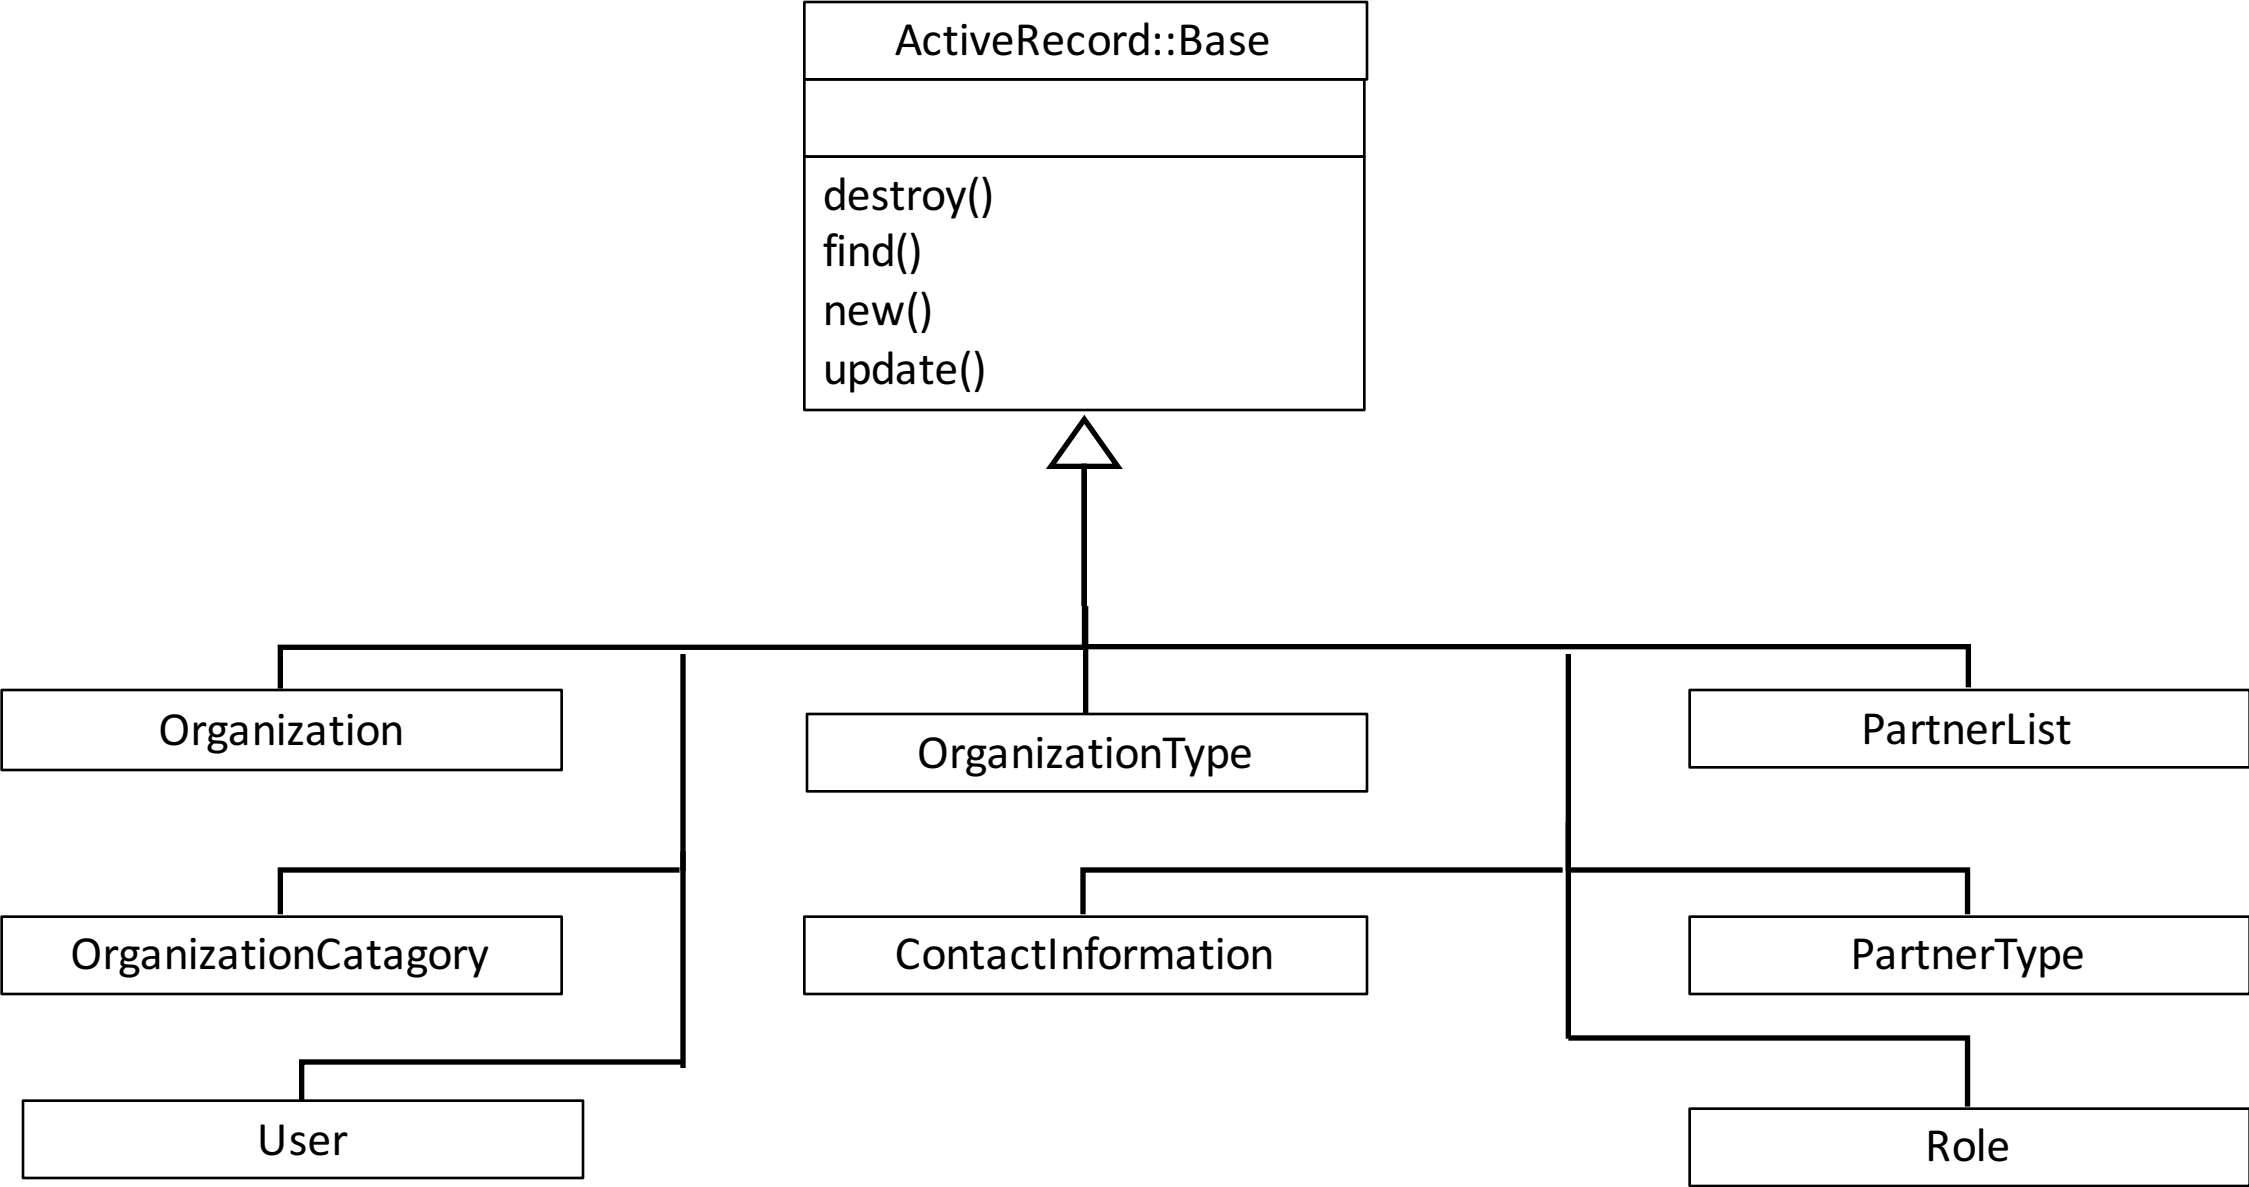 ActiveRecord::Base
destroy()
find()
new()
update()
Organization
OrganizationType
PartnerList
OrganizationCatagory
ContactInformation
PartnerType
User
Role